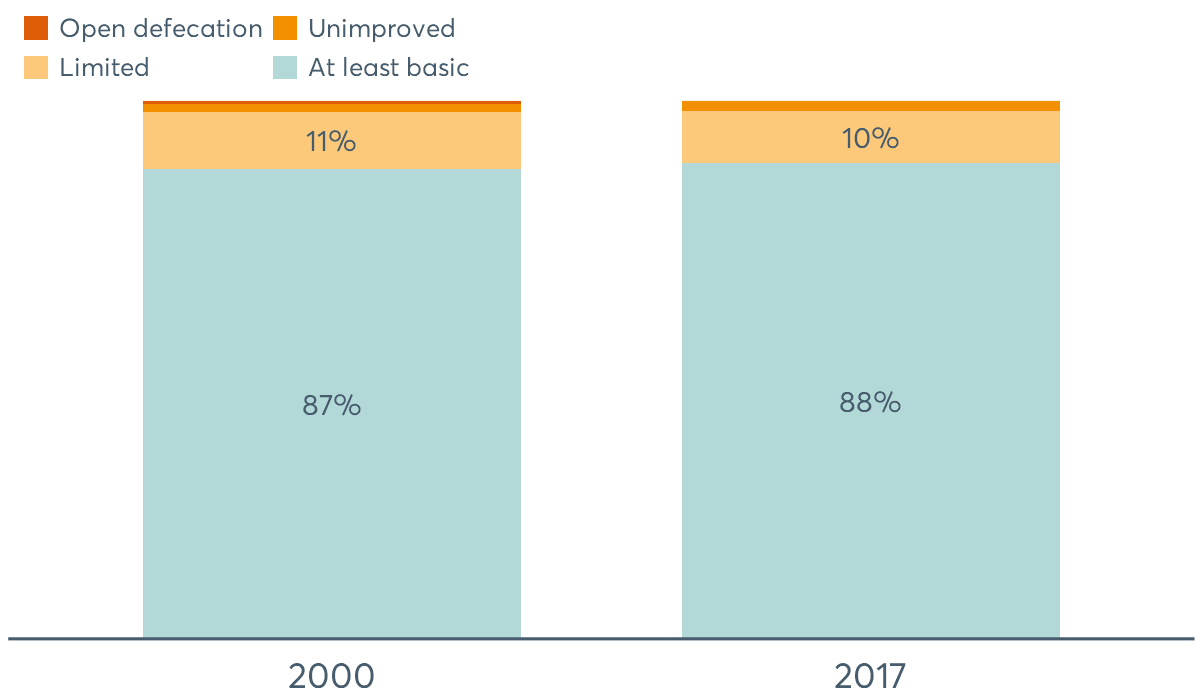 Open defecation Unimproved
Limited At least basic
11% 10%
87% 88%
2000 2017